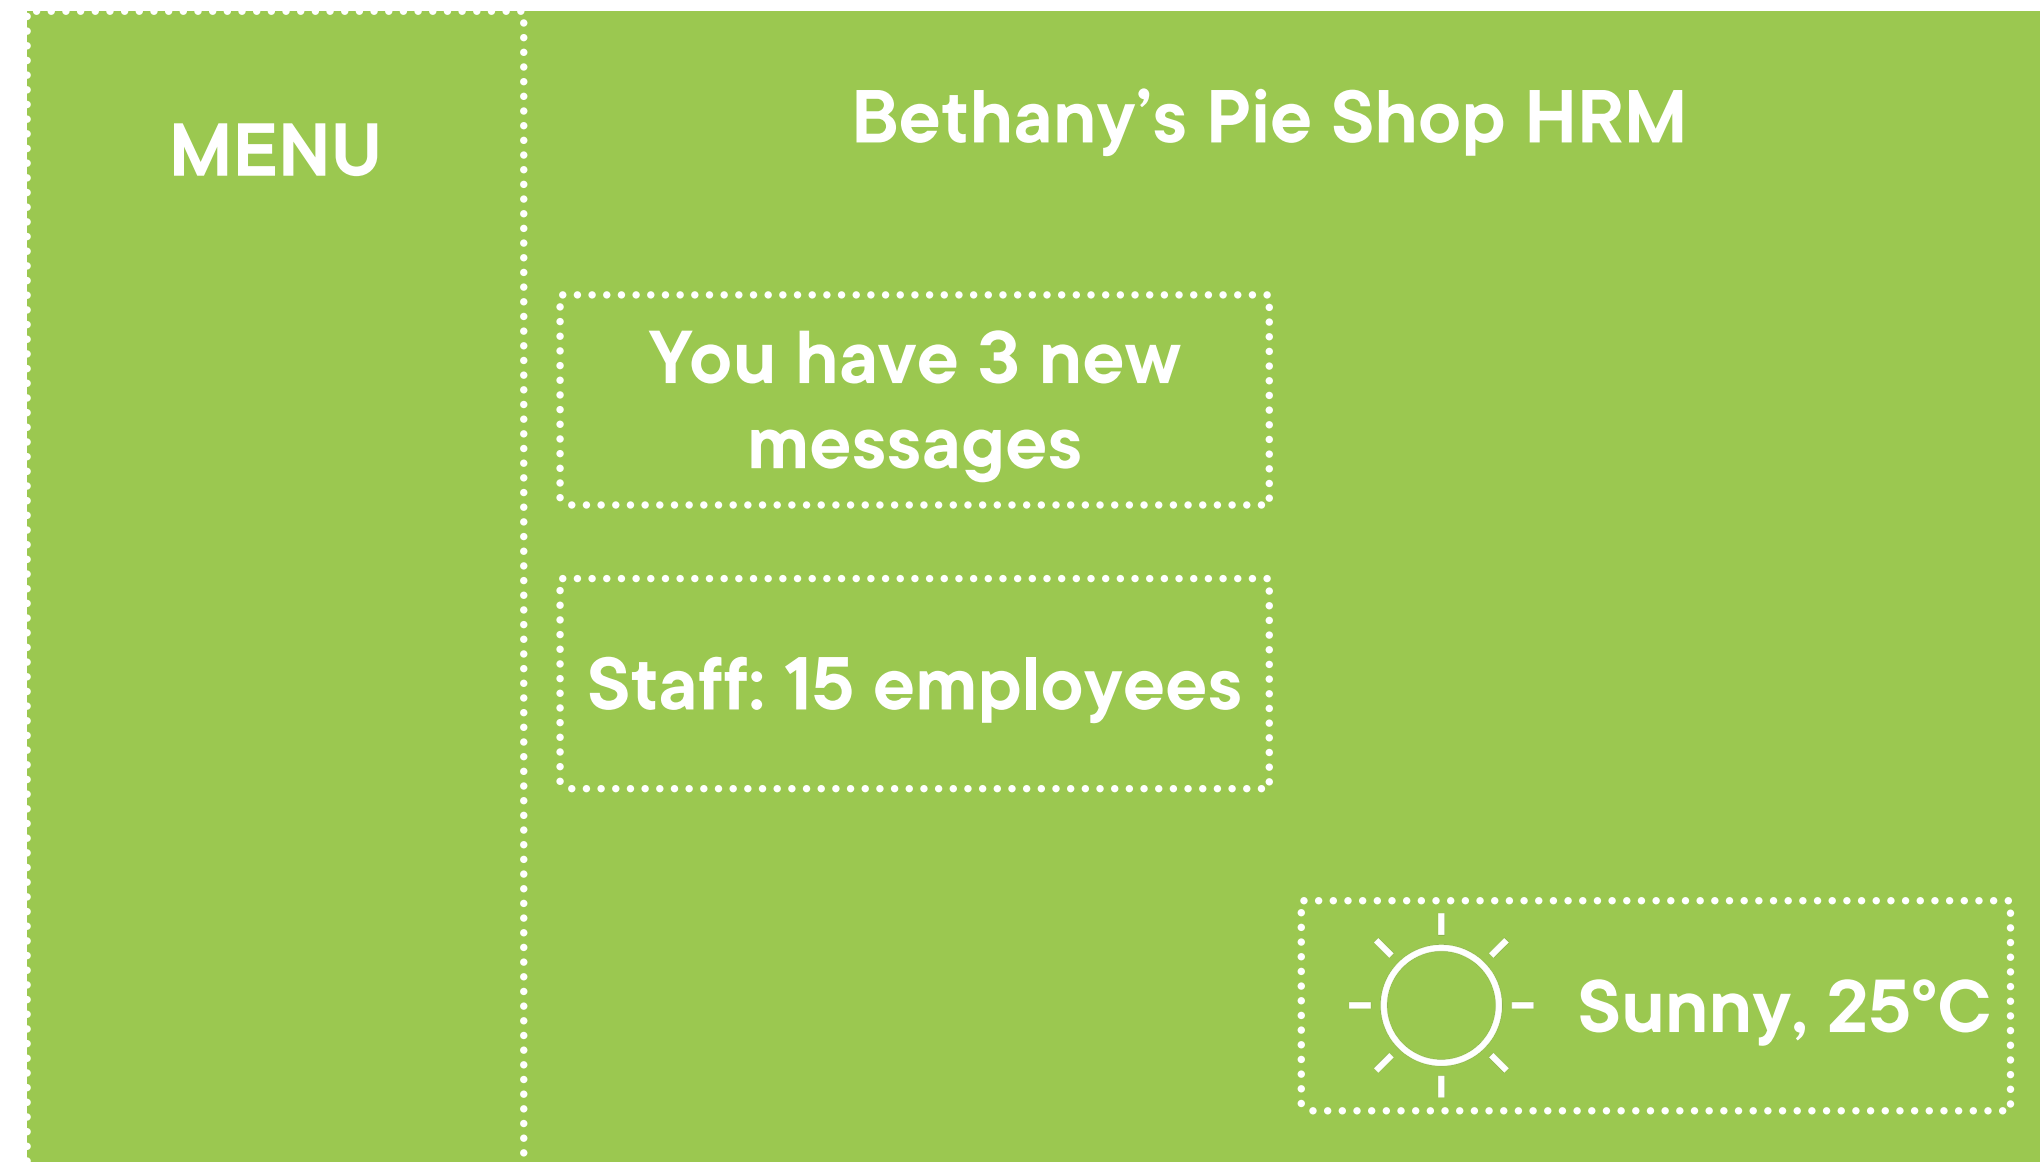 MENU
Bethany’s Pie Shop HRM
You have 3 new
messages
Staff: 15 employees
Sunny, 25°C